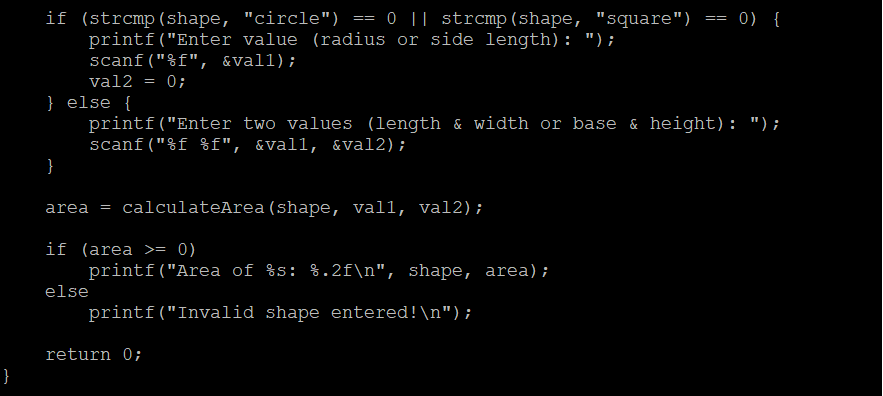 if (strcmp(shape, "circle") == 0 || strcmp(shape, "square") == 0) {
        printf("Enter value (radius or side length): ");
        scanf("%f", &val1);
        val2 = 0;
    } else {
        printf("Enter two values (length & width or base & height): ");
        scanf("%f %f", &val1, &val2);
    }

    area = calculateArea(shape, val1, val2);

    if (area >= 0)
        printf("Area of %s: %.2f\n", shape, area);
    else
        printf("Invalid shape entered!\n");

    return 0;
}